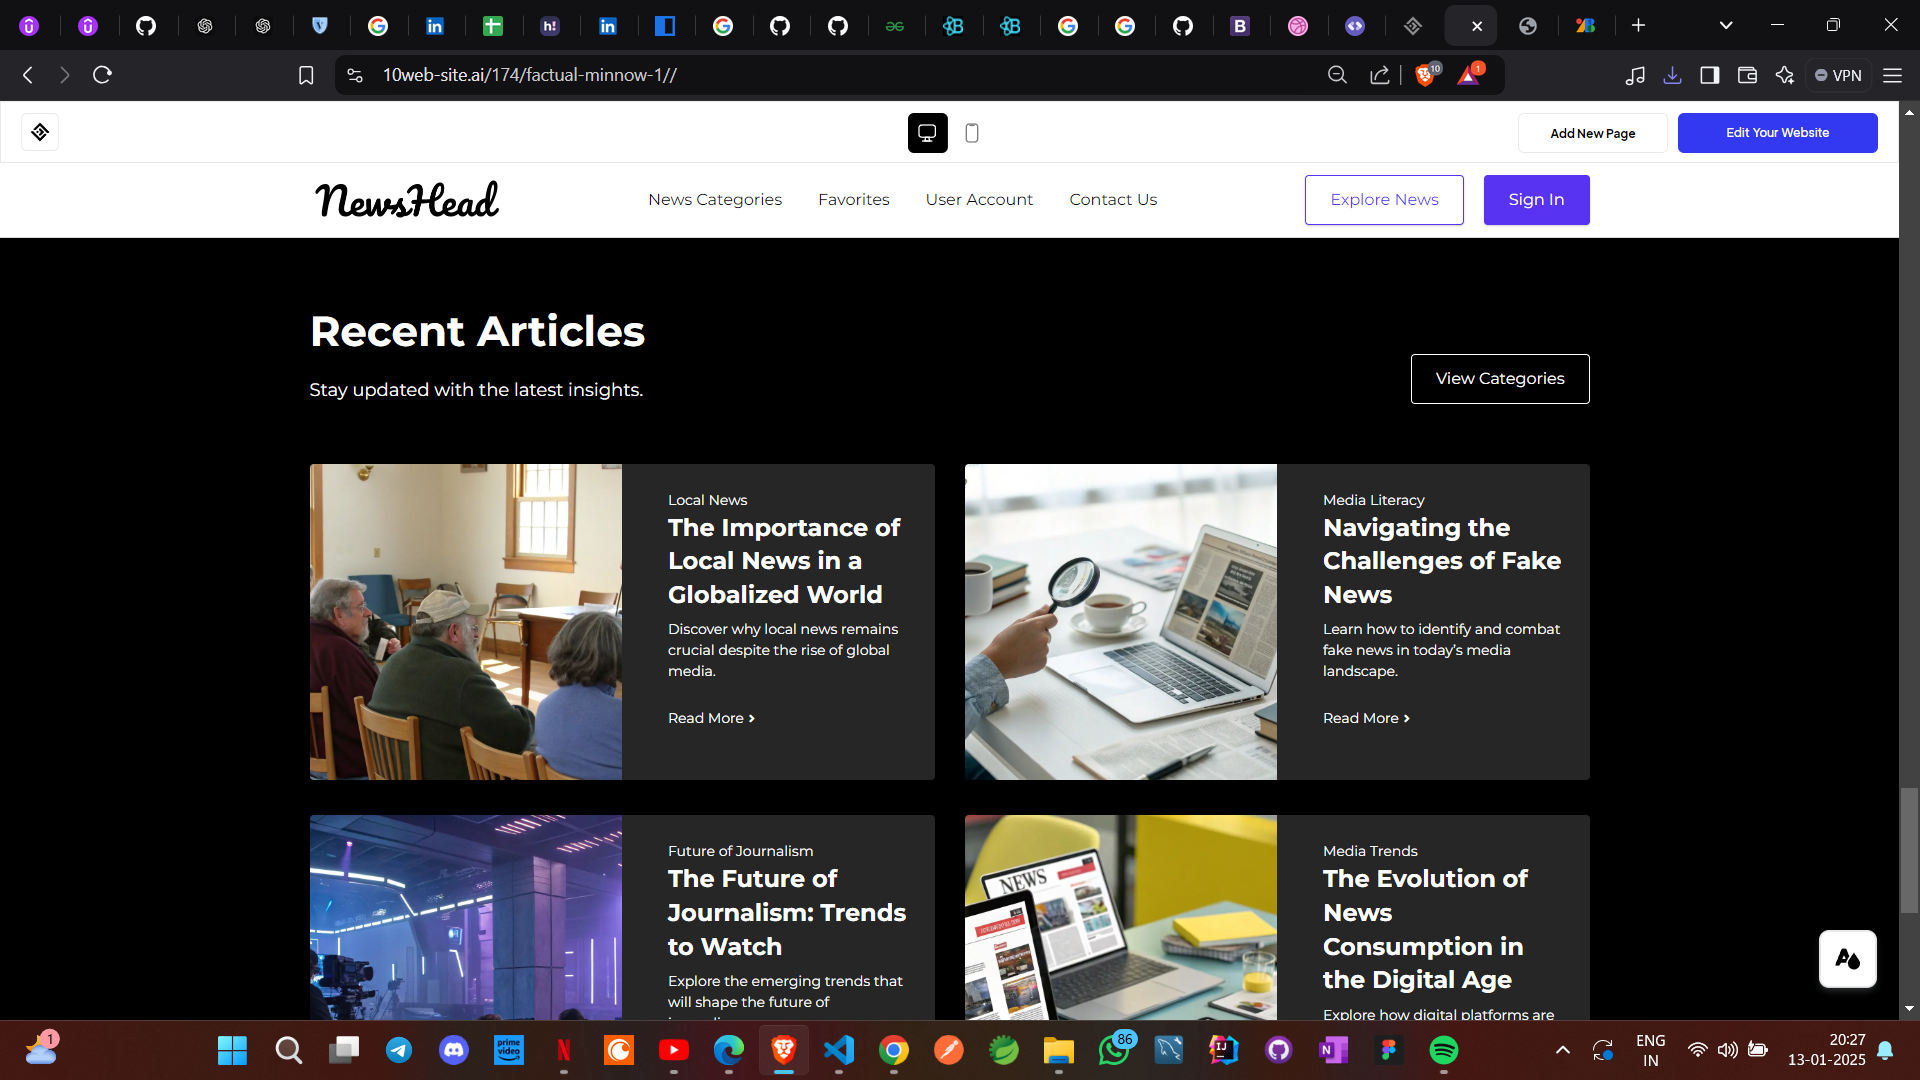 10web-site.ai/174/factual-minnow-1//
10
1
VPN
Add New Page
Edit Your Website
NewsHead
News Categories
Favorites
User Account
Contact Us
Explore News
Sign In
Recent Articles
Stay updated with the latest insights.
View Categories
Local News
The Importance of
Local News in a
Globalized World
Discover why local news remains
crucial despite the rise of global
media.
Read More
Media Literacy
Navigating the
Challenges of Fake
News
Learn how to identify and combat
fake news in today's media
landscape.
Read More
Future of Journalism
The Future of
Journalism: Trends
to Watch
Explore the emerging trends that
will shape the future of
NEWS
Media Trends
The Evolution of
News
Consumption in
the Digital Age
Explore how digital platforms are
1
prime
video
86
ENG
IN
20:27
13-01-2025